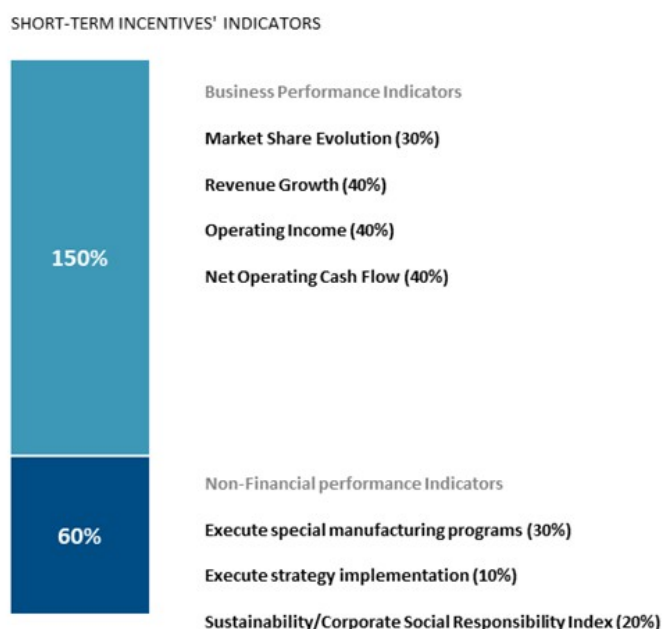 SHORT-TERM INCENTIVES' INDICATORS
Business Performance Indicators
Market Share Evolution (30%)
Revenue Growth (40%)
Operating Income (40%)
150%
Net Operating Cash Flow (40%)
Non-Financial performance Indicators
Execute special manufacturing programs (30%)
60%
Execute strategy implementation (10%)
Sustainability/Corporate Social Responsibility Index (20%)